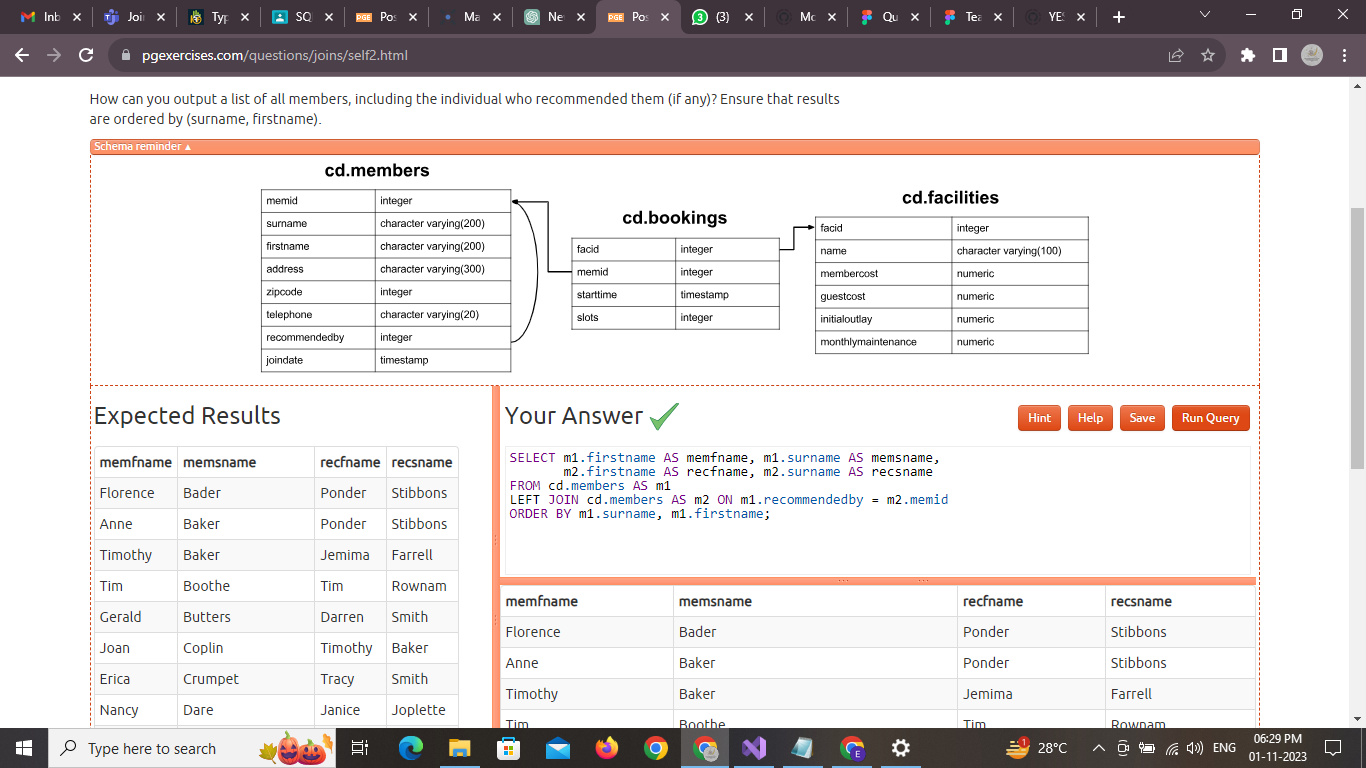 Inb
Joi
Typ
SQ
PGE Po
Ma
Ne
PGE Po
3 (3)
Mc
Qu
Tea
YE
pgexercises.com/questions/joins/self2.html
How can you output a list of all members, including the individual who recommended them (if any)? Ensure that results
are ordered by (surname, firstname).
Schema reminder ▲
cd.members
memid integer
surname character varying(200)
firstname character varying(200)
address character varying(300)
zipcode integer
telephone character varying(20)
recommendedby integer
joindate timestamp
cd.bookings
facid integer
memid integer
starttime timestamp
slots integer
cd.facilities
facid integer
name character varying(100)
membercost numeric
guestcost numeric
initialoutlay numeric
monthlymaintenance numeric
Expected Results
memfname memsname recfname recsname
Florence Bader Ponder Stibbons
Anne Baker Ponder Stibbons
Timothy Baker Jemima Farrell
Tim Boothe Tim Rownam
Gerald Butters Darren Smith
Joan Coplin Timothy Baker
Erica Crumpet Tracy Smith
Nancy Dare Janice Joplette
Your Answer
Hint Help Save Run Query
SELECT m1.firstname AS memfname, m1.surname AS memsname,
m2.firstname AS recfname, m2.surname AS recsname
FROM cd.members AS m1
LEFT JOIN cd.members AS m2 ON m1.recommendedby = m2.memid
ORDER BY m1.surname, m1.firstname;
memfname memsname recfname recsname
Florence Bader Ponder Stibbons
Anne Baker Ponder Stibbons
Timothy Baker Jemima Farrell
Tim Boothe Tim Rownam
Type here to search
1
28°C
ENG
06:29 PM
01-11-2023